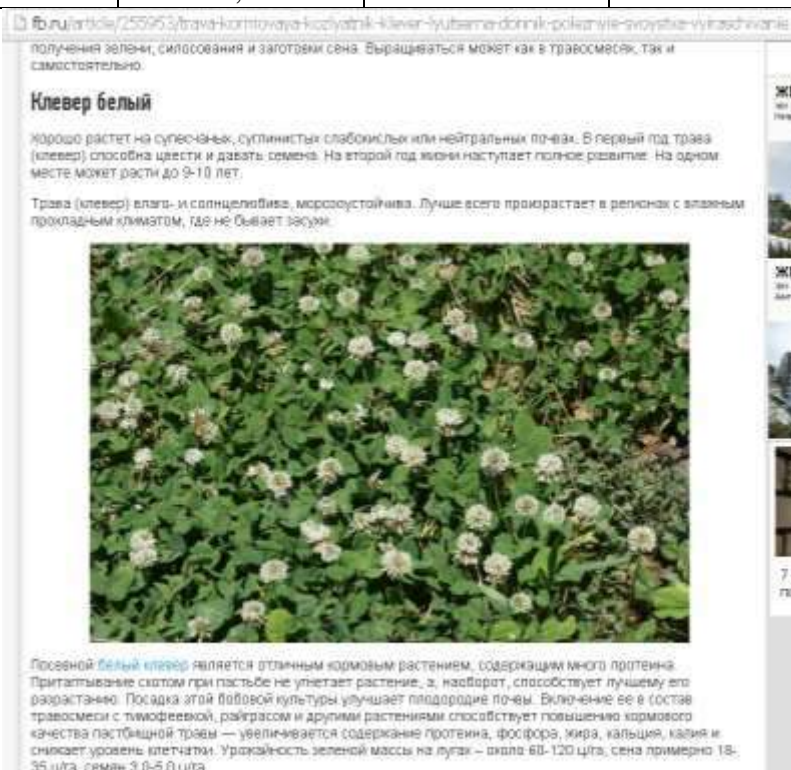 fb.ru/article/255953/trava-kormovaya-kozlyatnik-klever-lyutserna-donnik-poleznyie-svoystva-vyiraschivanie
получения зелени, силосования и заготовки сена. Выращиваться может как в травосмесях, так и
самостоятельно.
Клевер белый
Хорошо растет на супесчаных, суглинистых слабокислых или нейтральных почвах. В первый год трава
(клевер) способна цвести и давать семена. На второй год жизни наступает полное развитие. На одном
месте может расти до 9-10 лет.
Трава (клевер) влаго- и солнцелюбива, морозоустойчива. Лучше всего произрастает в регионах с влажным
прохладным климатом, где не бывает засухи.
Посевной белый клевер является отличным кормовым растением, содержащим много протеина.
Притаптывание скотом при пастьбе не угнетает растение, а, наоборот, способствует лучшему его
разрастанию. Посадка этой бобовой культуры улучшает плодородие почвы. Включение ее в состав
травосмеси с тимофеевкой, райграсом и другими растениями способствует повышению кормового
качества пастбищной травы — увеличивается содержание протеина, фосфора, жира, кальция, калия и
снижает уровень клетчатки. Урожайность зеленой массы на лугах – около 60-120 ц/га, сена примерно 18-
35 ц/га, семян 3,0-5,0 ц/га.